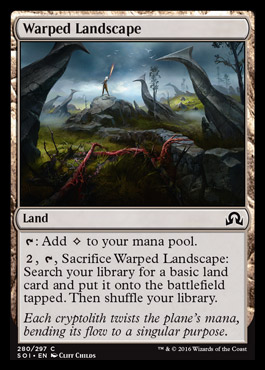 Warped Landscape
Land
: Add to your mana pool.
2, , Sacrifice Warped Landscape:
Search your library for a basic land
card and put it onto the battlefield
tapped. Then shuffle your library.
Each cryptolith twists the plane's mana,
bending its flow to a singular purpose.
280/297 C
SOI • EN CLIFF CHILDS
™ & © 2016 Wizards of the Coast